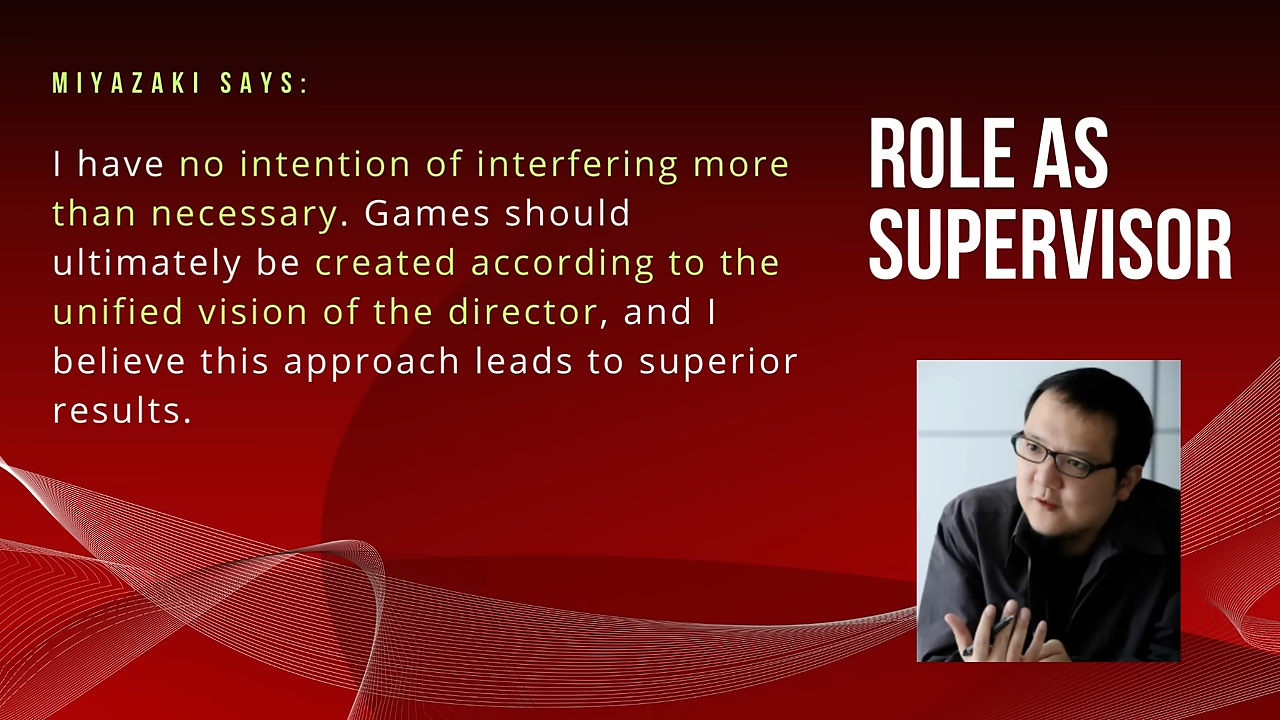 MIYAZAKI SAYS:
I have no intention of interfering more
than necessary. Games should
ultimately be created according to the
unified vision of the director, and I
believe this approach leads to superior
results.
ROLE AS
SUPERVISOR